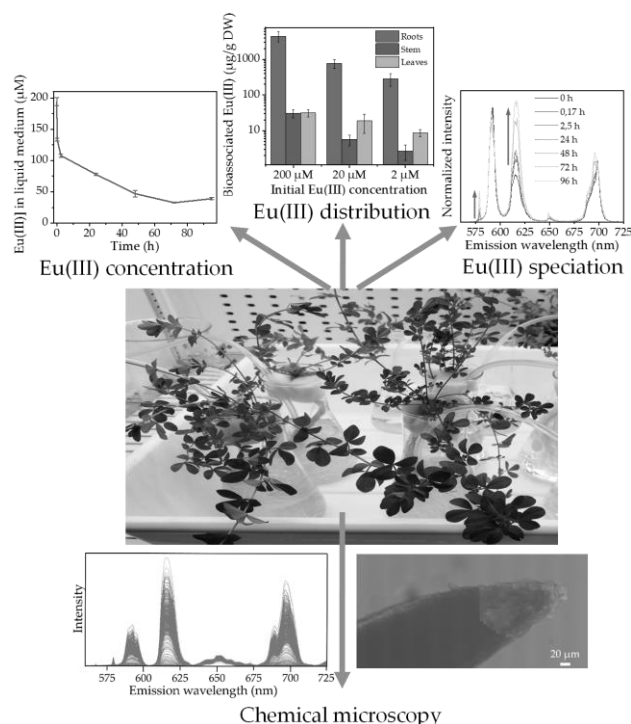 Eu[(III)] in liquid medium (µM)
200
150
100
50
0
0
20
40
60
80
Time (h)
Eu(III) concentration
Bioassociated Eu(III) (µg/g DW)
1000
100
10
Roots
Stem
Leaves
200 µM
20 µM
2 µM
Initial Eu(III) concentration
Eu(III) distribution
Normalized intensity
0 h
0,17 h
2,5 h
24 h
48 h
72 h
96 h
575 600 625 650 675 700 725
Emission wavelength (nm)
Eu(III) speciation
Intensity
575 600 625 650 675 700 725
Emission wavelength (nm)
20 µm
Chemical microscopy